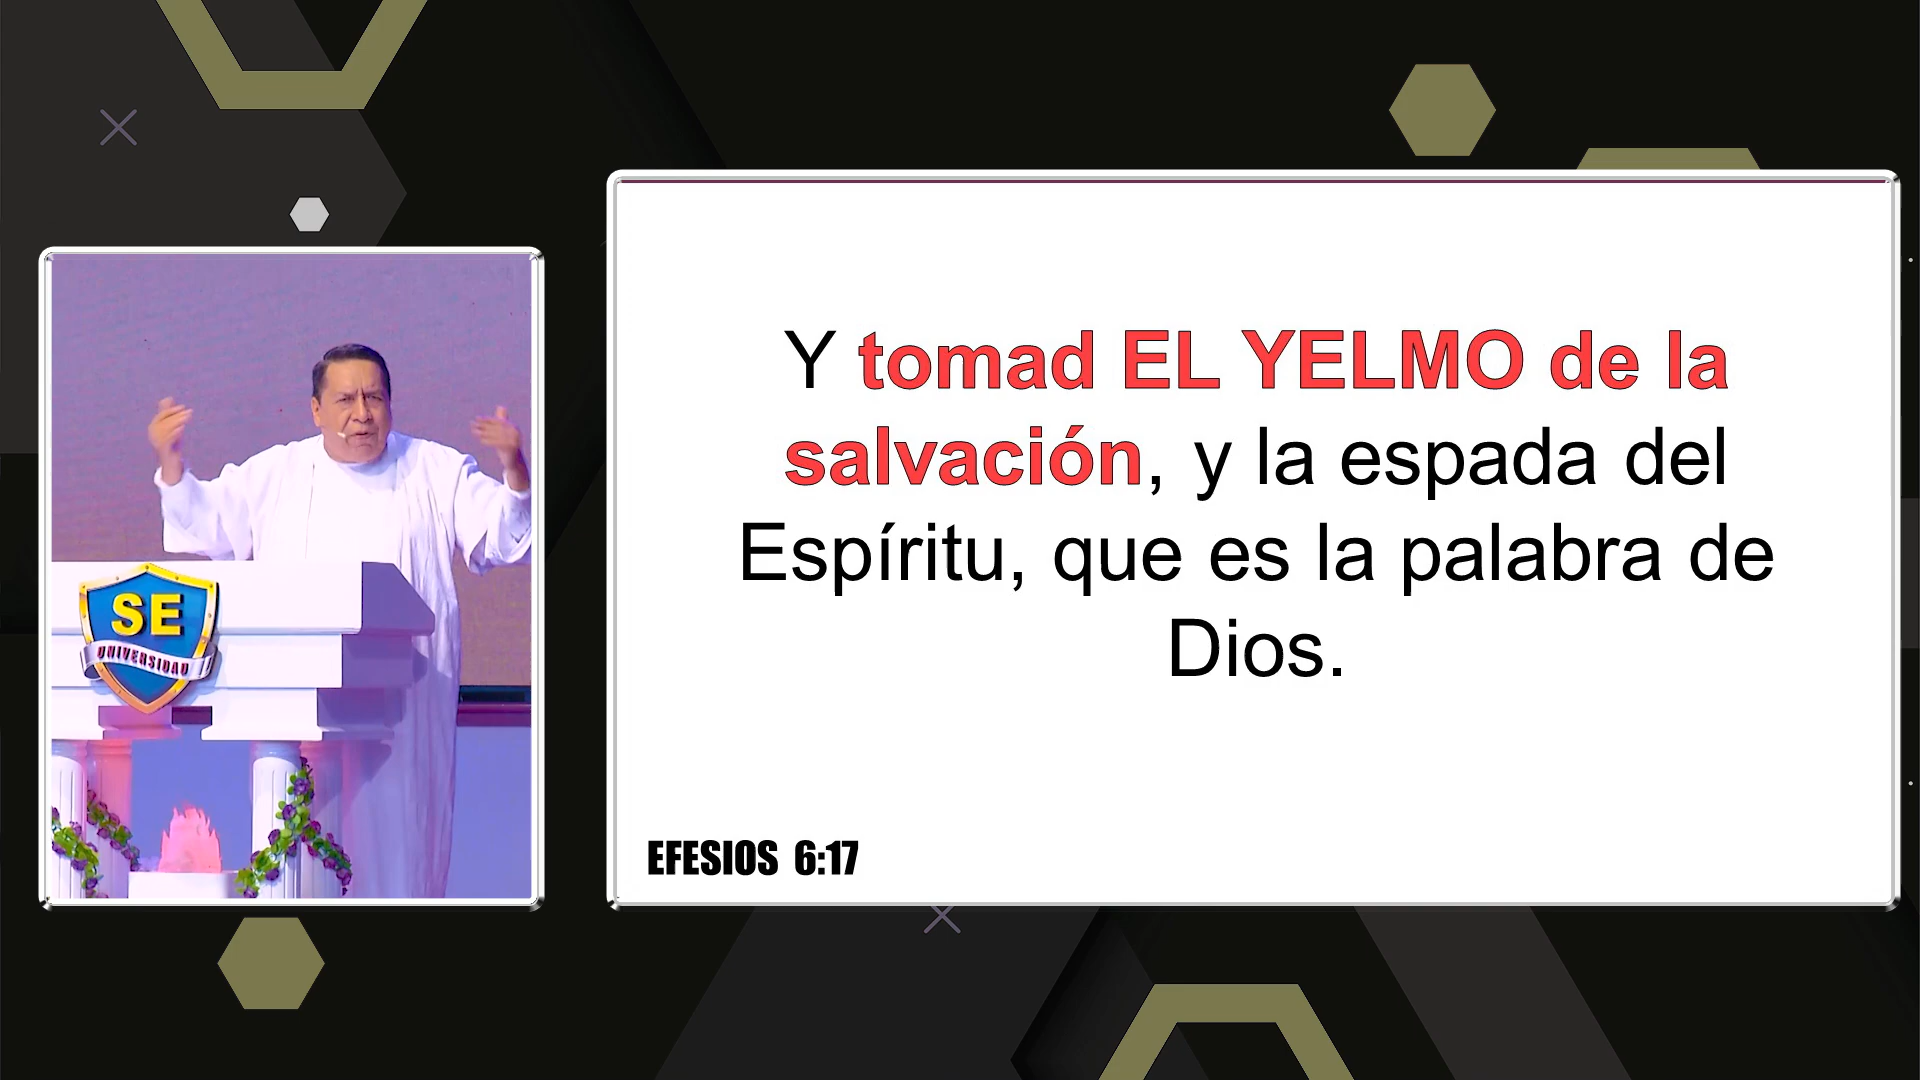 Y tomad EL YELMO de la
salvación, y la espada del
Espíritu, que es la palabra de
Dios.
EFESIOS 6:17
SE
UNIVERSIDAD